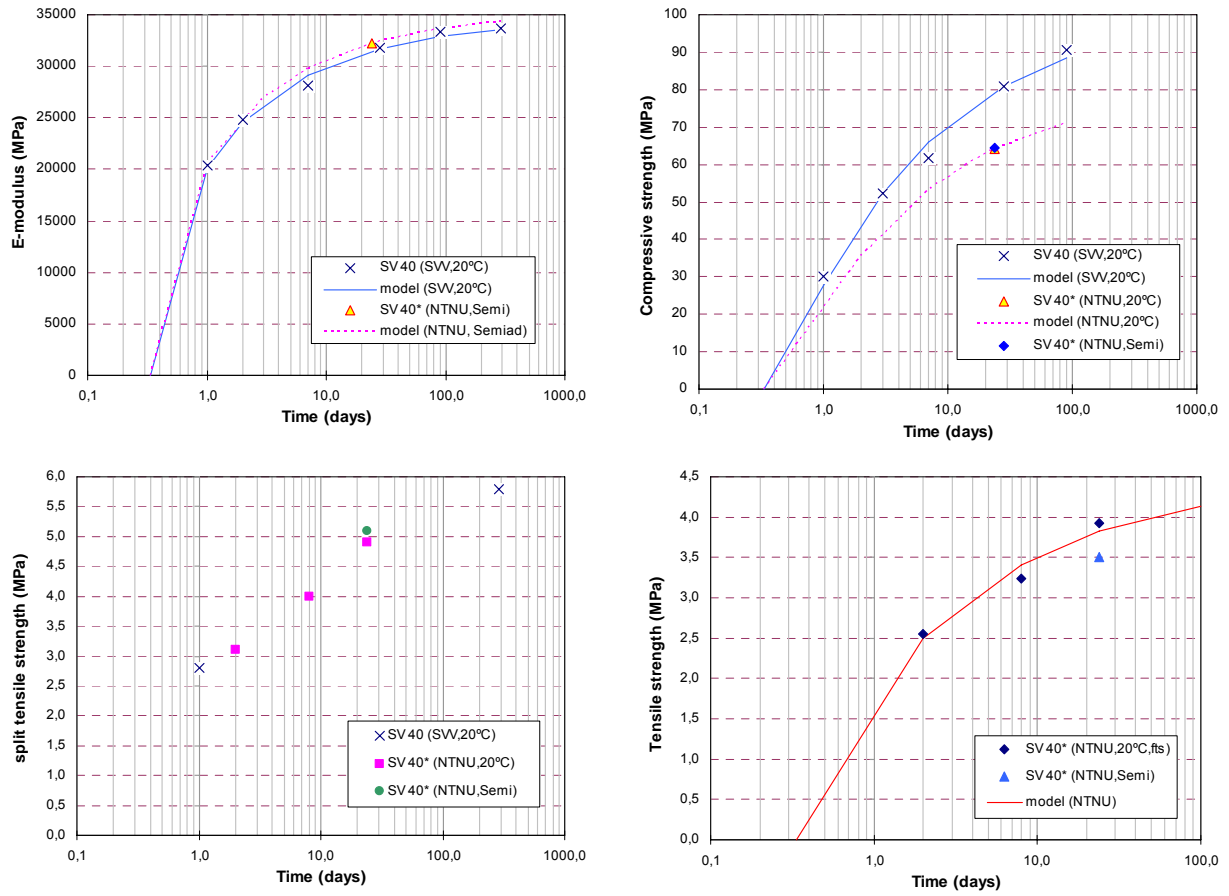 35000
30000
25000
20000
15000
10000
5000
0
E-modulus (MPa)
0,1
1,0
10,0
100,0
1000,0
Time (days)
SV 40 (SVV,20ºC)
model (SVV,20ºC)
SV 40* (NTNU,Semi)
model (NTNU, Semiad)
100
90
80
70
60
50
40
30
20
10
0
Compressive strength (MPa)
0,1
1,0
10,0
100,0
1000,0
Time (days)
SV 40 (SVV,20ºC)
model (SVV,20ºC)
SV 40* (NTNU,20ºC)
model (NTNU,20ºC)
SV 40* (NTNU,Semi)
6,0
5,5
5,0
4,5
4,0
3,5
3,0
2,5
2,0
1,5
1,0
0,5
0,0
split tensile strength (MPa)
0,1
1,0
10,0
100,0
1000,0
Time (days)
SV 40 (SVV,20ºC)
SV 40* (NTNU,20ºC)
SV 40* (NTNU,Semi)
4,5
4,0
3,5
3,0
2,5
2,0
1,5
1,0
0,5
0,0
Tensile strength (MPa)
0,1
1,0
10,0
100,0
Time (days)
SV 40* (NTNU,20ºC,fts)
SV 40* (NTNU,Semi)
model (NTNU)